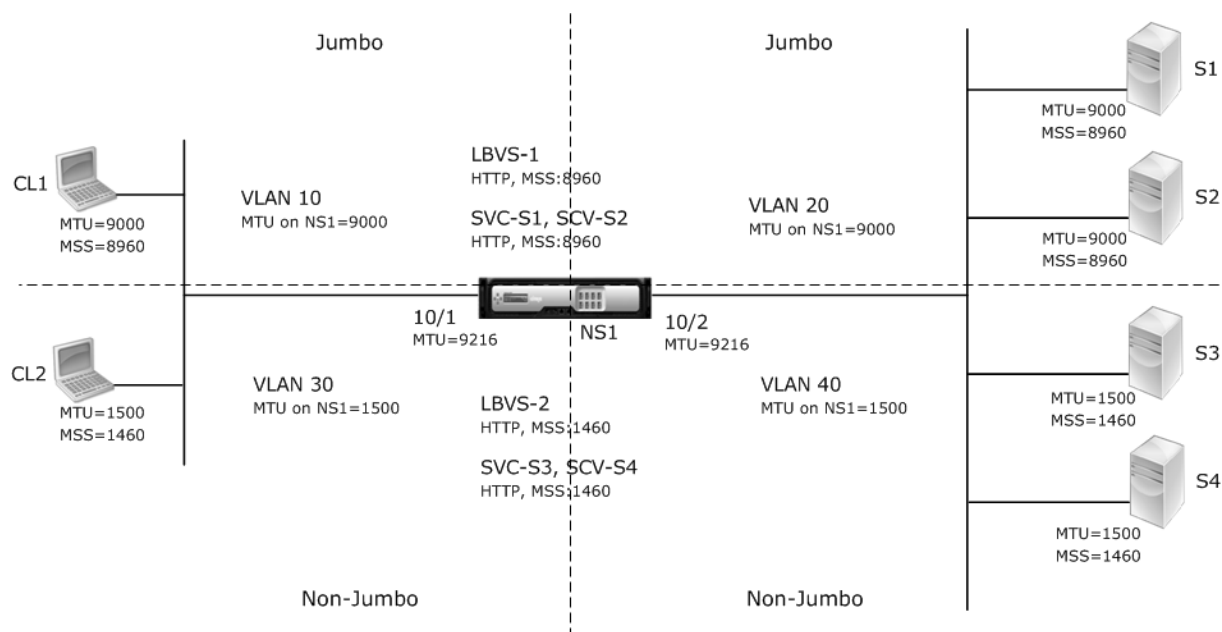 Jumbo
Jumbo
S1
MTU=9000
MSS=8960
LBVS-1
HTTP, MSS:8960
CL1
VLAN 10
MTU on NS1=9000
MTU=9000
MSS=8960
SVC-S1, SCV-S2
HTTP, MSS:8960
VLAN 20
MTU on NS1=9000
S2
MTU=9000
MSS=8960
10/1
MTU=9216
NS1
10/2
MTU=9216
S3
CL2
VLAN 30
MTU on NS1=1500
MTU=1500
MSS=1460
LBVS-2
HTTP, MSS:1460
VLAN 40
MTU on NS1=1500
MTU=1500
MSS=1460
SVC-S3, SCV-S4
HTTP, MSS:1460
S4
MTU=1500
MSS=1460
Non-Jumbo
Non-Jumbo